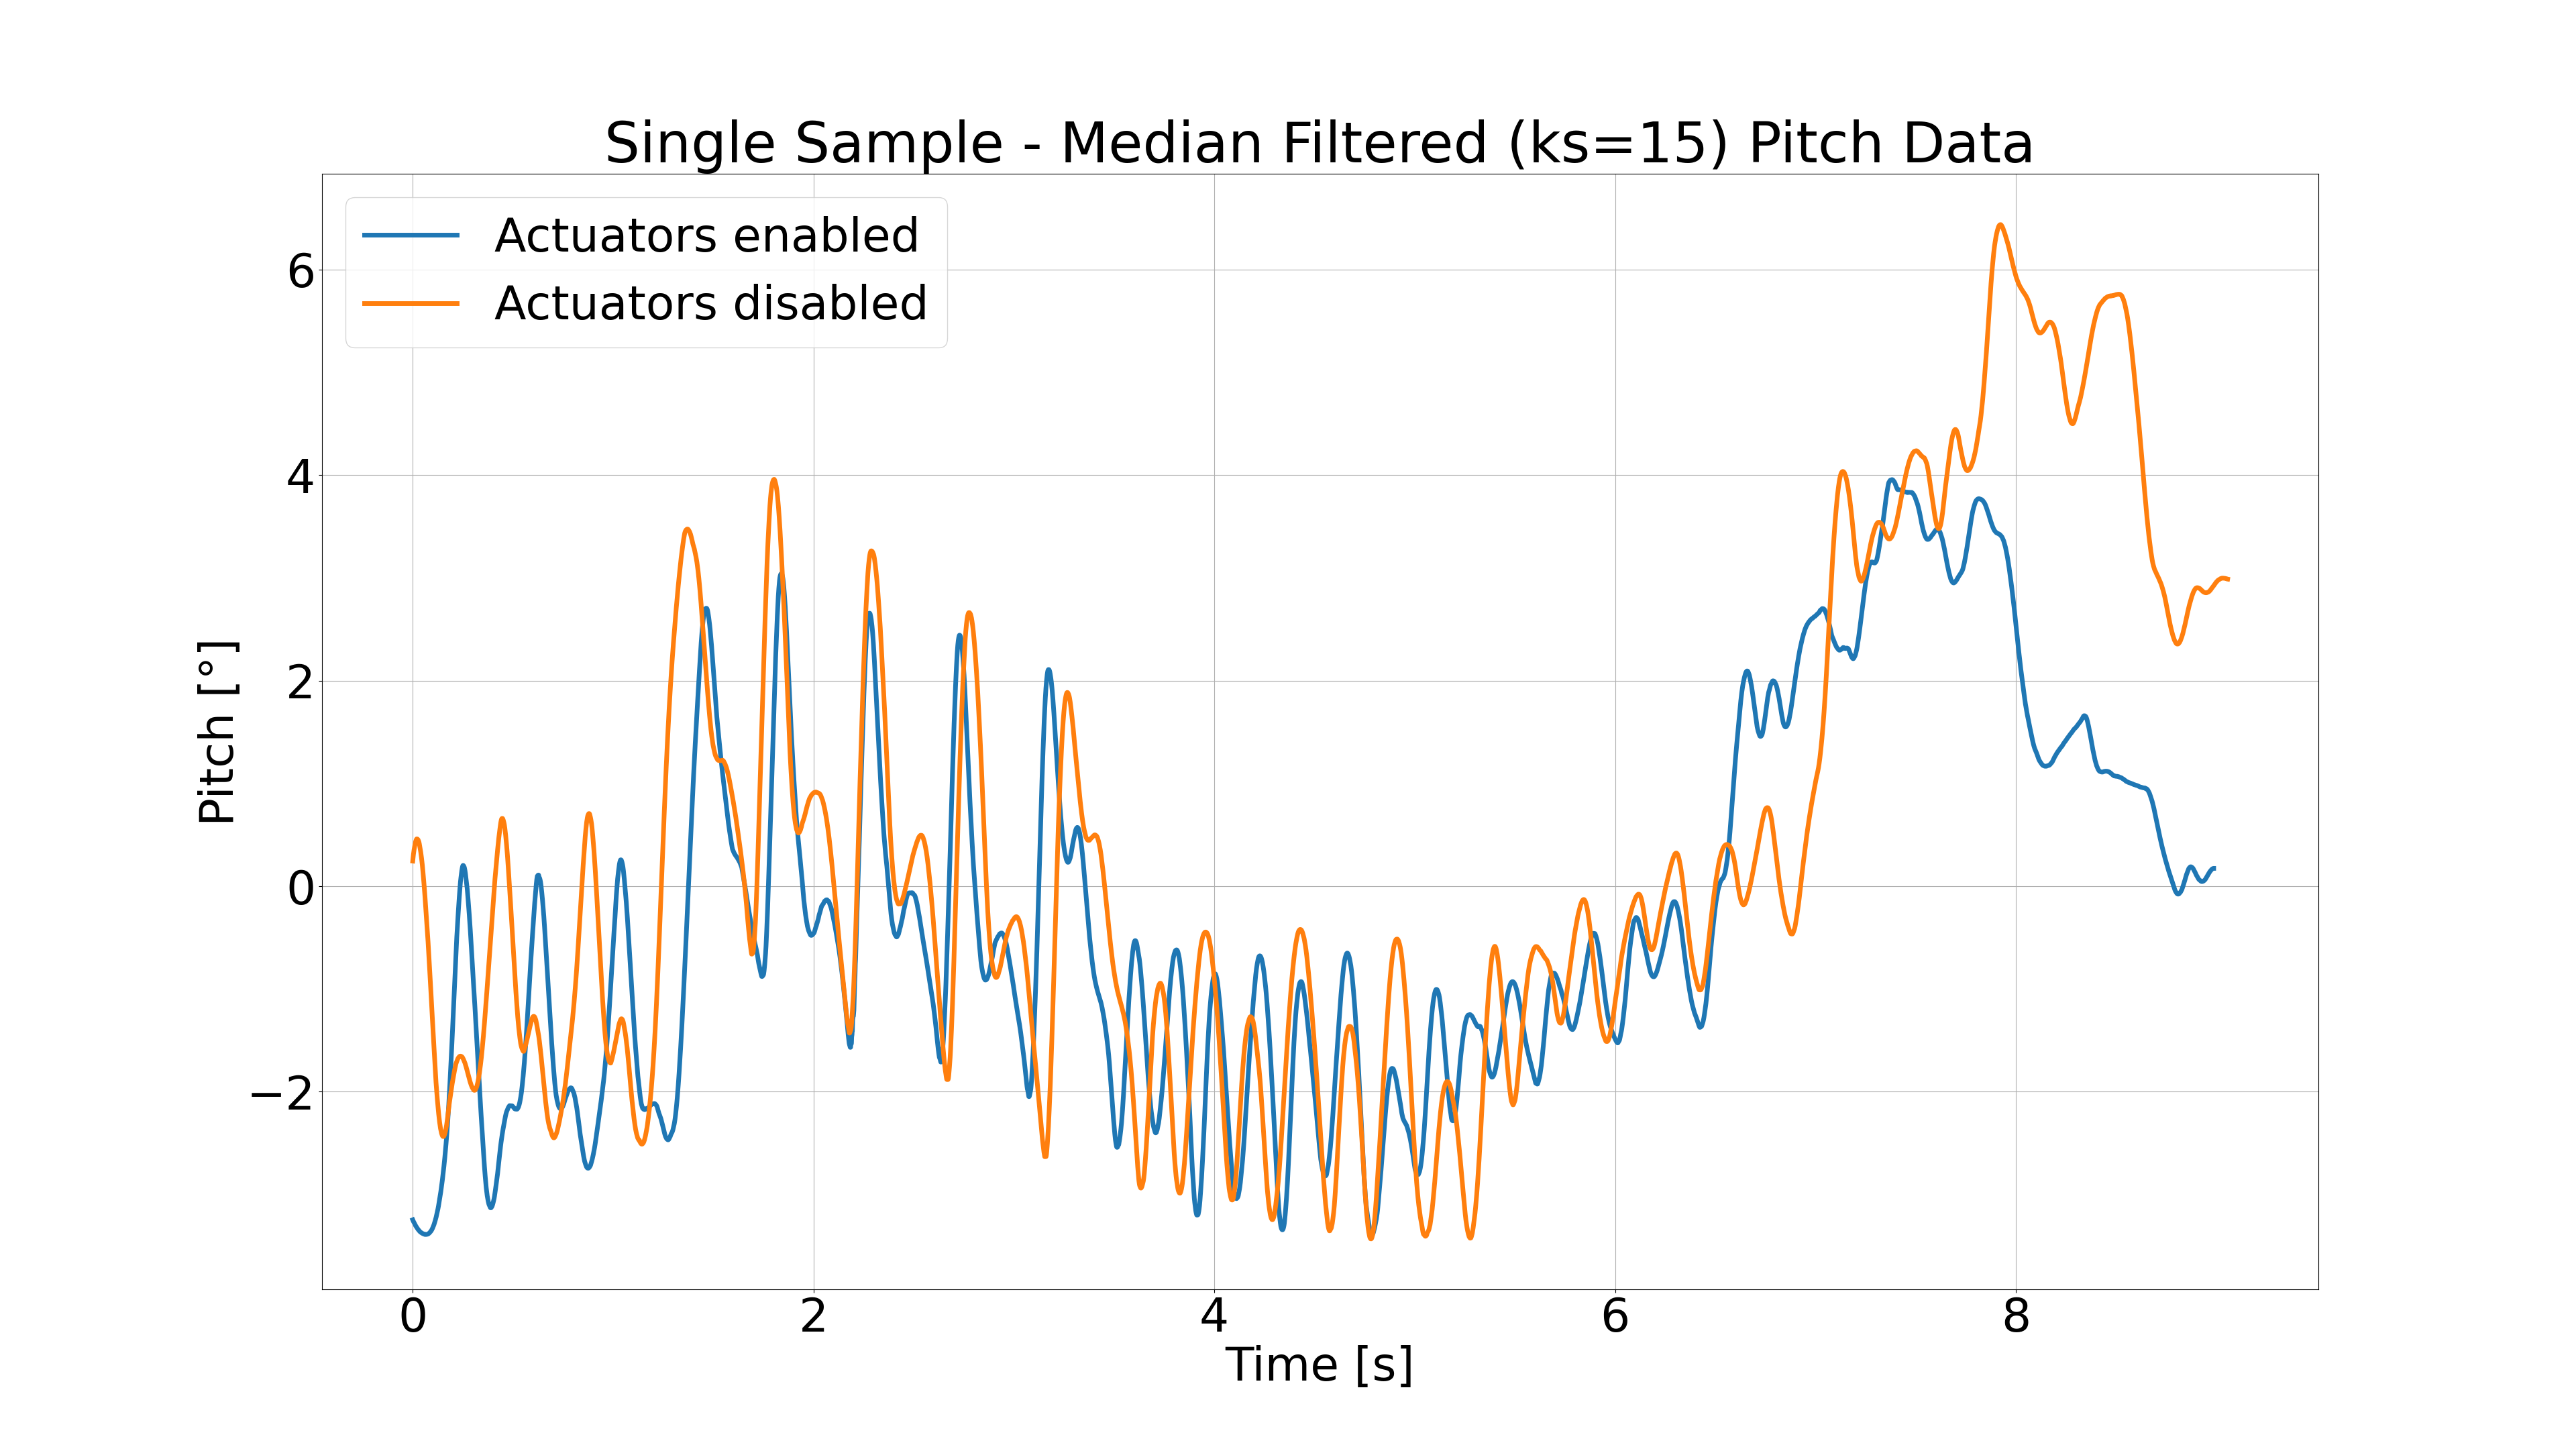 Single Sample - Median Filtered (ks=15) Pitch Data
Actuators enabled
Actuators disabled
Pitch [°]
6
4
2
0
−2
0 2 4 6 8
Time [s]